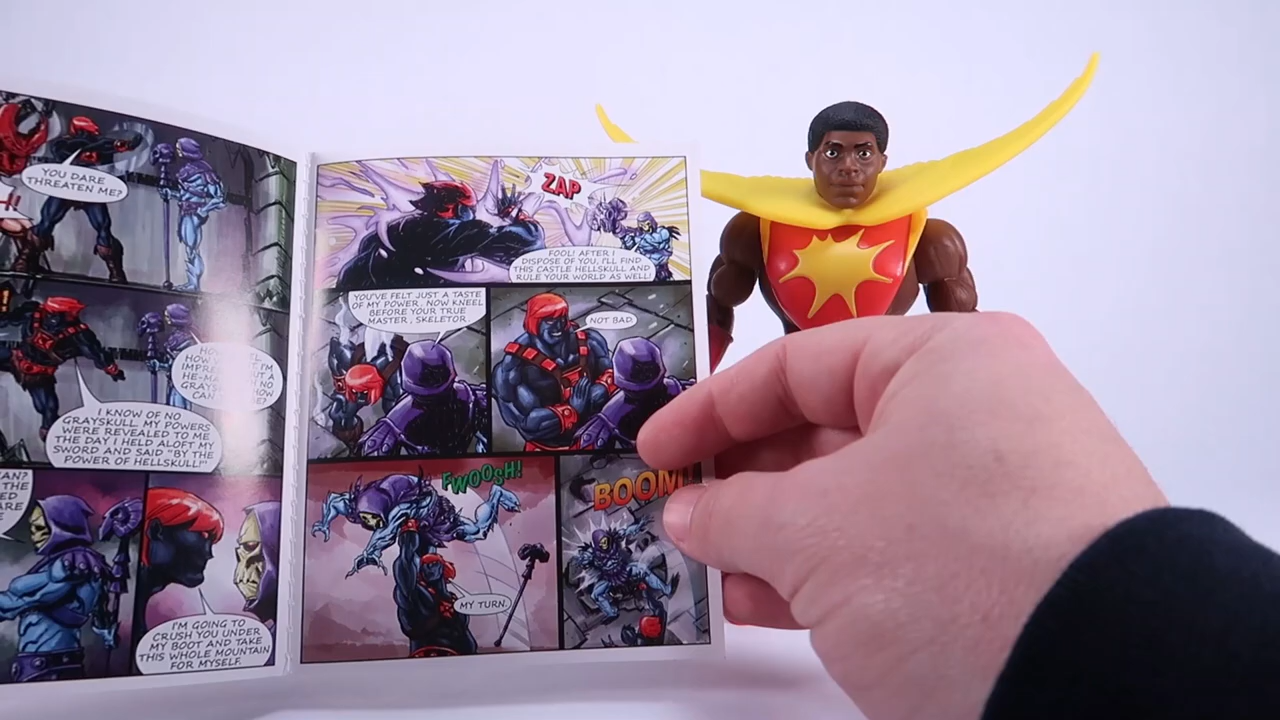 YOU DARE
THREATEN ME?
I KNOW OF NO
GRAYSKULL. MY POWERS
WERE REVEALED TO ME
THE DAY I HELD ALOFT MY
SWORD AND SAID "BY THE
POWER OF HELLSKULL!"
I'M GOING TO
CRUSH YOU UNDER
MY BOOT AND TAKE
THIS WHOLE MOUNTAIN
FOR MYSELF.
ZAP
FOOL! AFTER I
DISPOSE OF YOU, I'LL FIND
THIS CASTLE HELLSKULL AND
RULE YOUR WORLD AS WELL!
YOU'VE FELT JUST A TASTE
OF MY POWER. NOW KNEEL
BEFORE YOUR TRUE
MASTER, SKELETOR.
NOT BAD.
FWOOSH!
MY TURN.
BOOM!